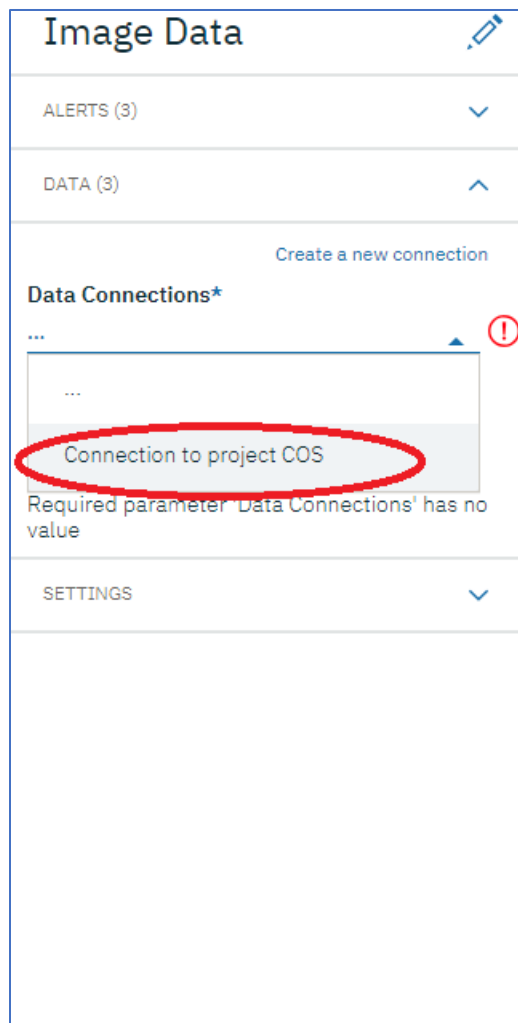 Image Data
ALERTS (3)
DATA (3)
Create a new connection
Data Connections*
...
...
Connection to project COS
Required parameter 'Data Connections' has no
value
SETTINGS